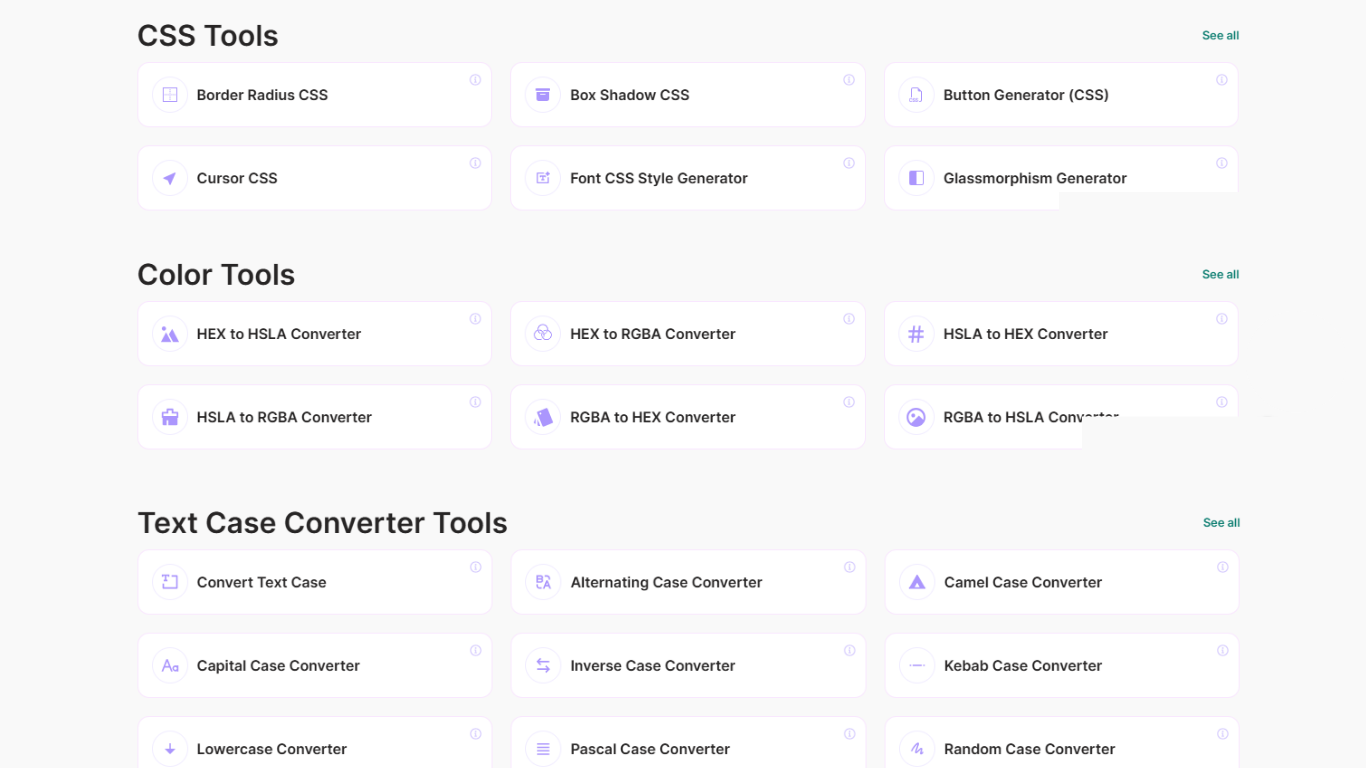 CSS Tools
See all
Border Radius CSS
Box Shadow CSS
Button Generator (CSS)
Cursor CSS
Font CSS Style Generator
Glassmorphism Generator
Color Tools
See all
HEX to HSLA Converter
HEX to RGBA Converter
HSLA to HEX Converter
HSLA to RGBA Converter
RGBA to HEX Converter
RGBA to HSLA Converter
Text Case Converter Tools
See all
Convert Text Case
Alternating Case Converter
Camel Case Converter
Capital Case Converter
Inverse Case Converter
Kebab Case Converter
Lowercase Converter
Pascal Case Converter
Random Case Converter